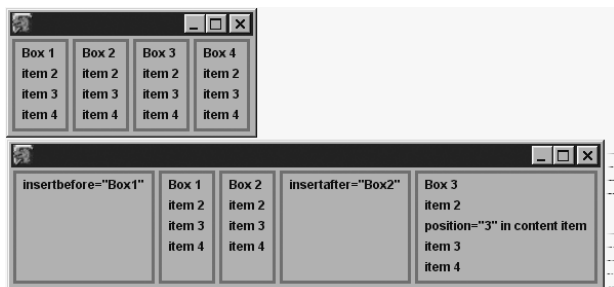 Box 1 Box 2 Box 3 Box 4
item 2 item 2 item 2 item 2
item 3 item 3 item 3 item 3
item 4 item 4 item 4 item 4
insertbefore="Box1" Box 1 Box 2 insertafter="Box2" Box 3
item 2 item 2 item 2
item 3 item 3 position="3" in content item
item 4 item 4 item 3
item 4